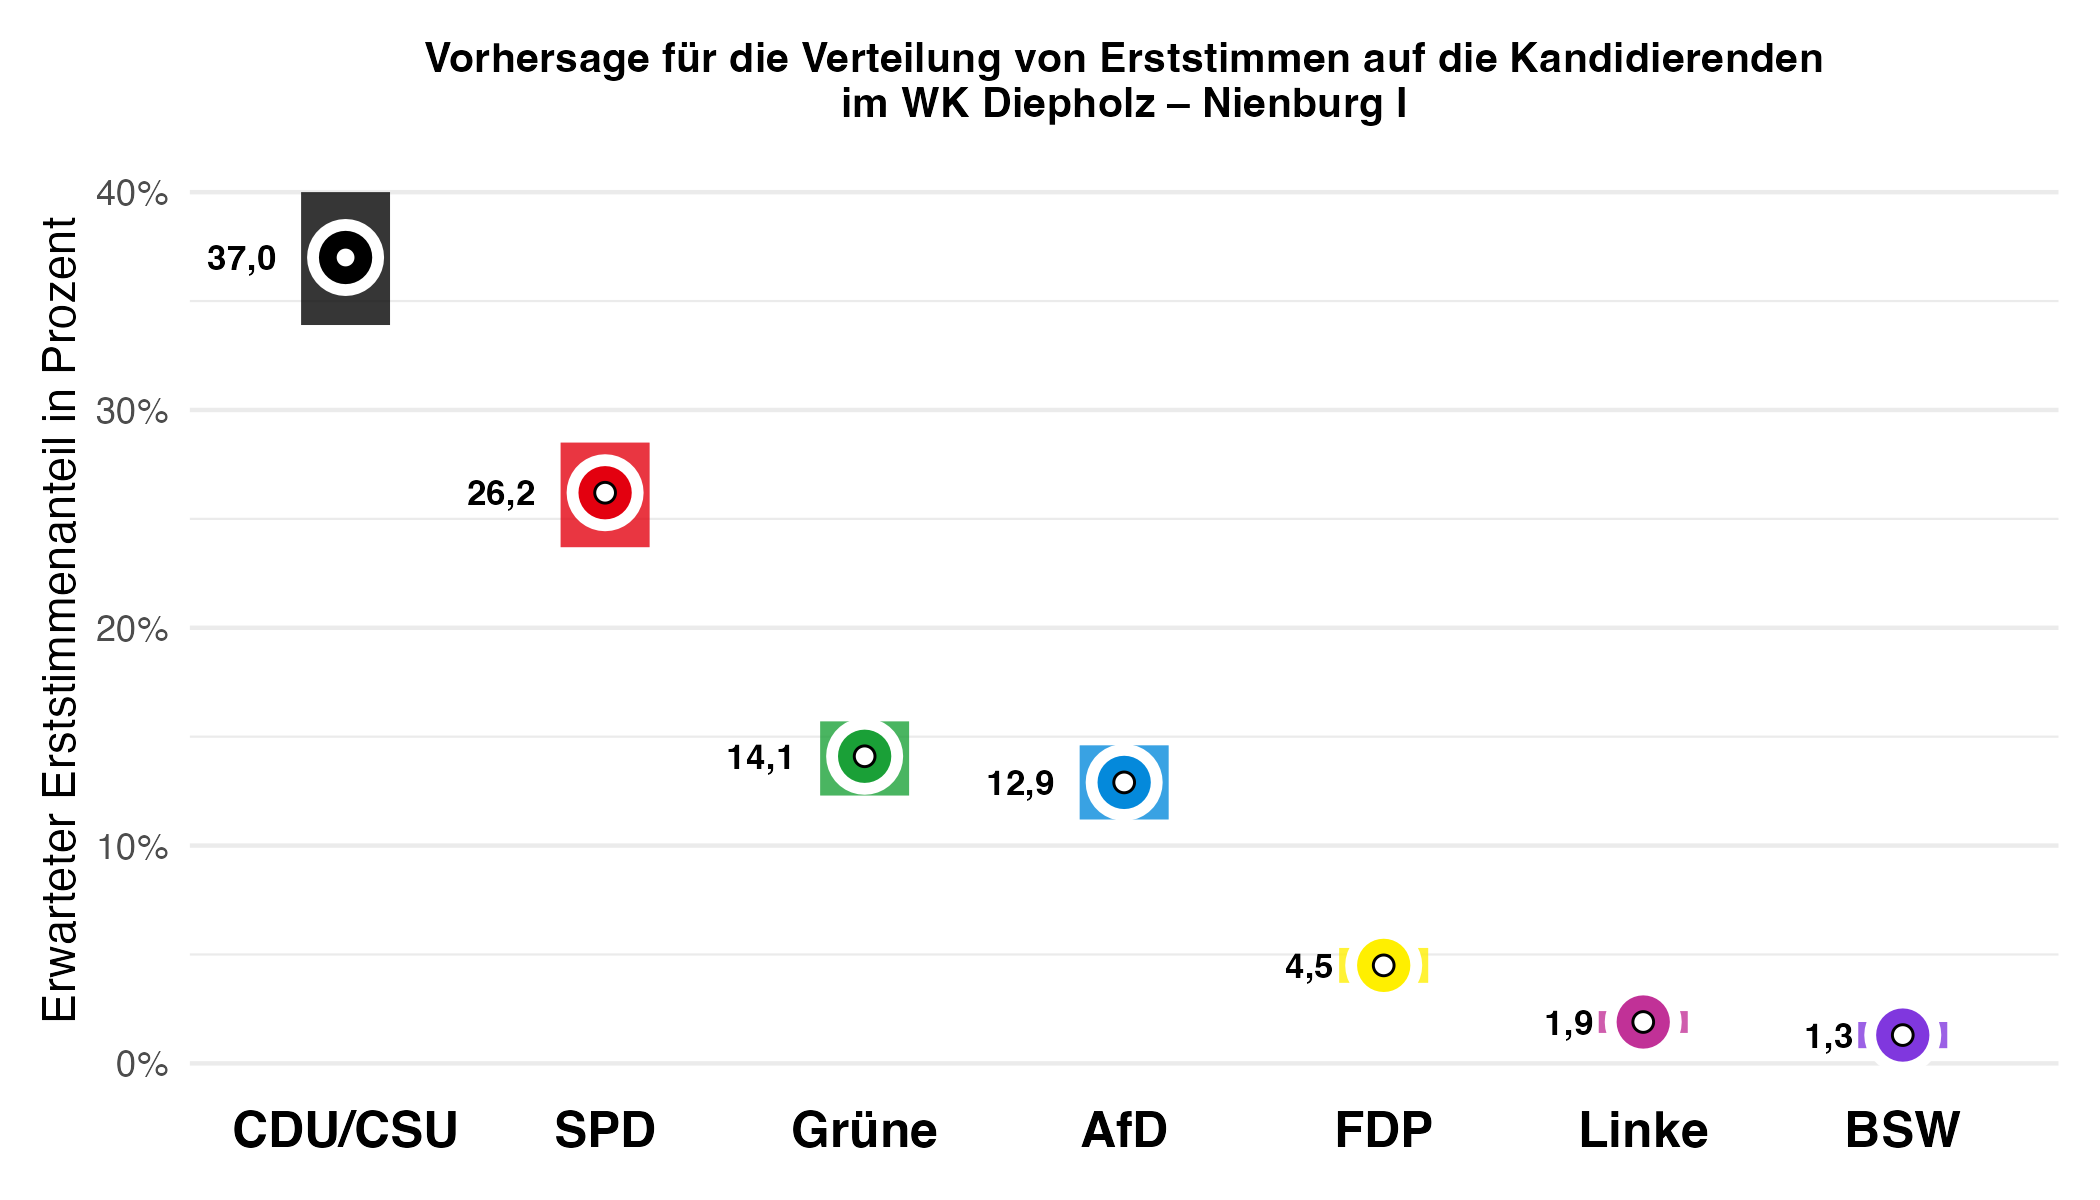 Vorhersage für die Verteilung von Erststimmen auf die Kandidierenden
im WK Diepholz – Nienburg I
Erwarteter Erststimmenanteil in Prozent
40%
30%
20%
10%
0%
37,0
26,2
14,1
12,9
4,5
1,9
1,3
CDU/CSU
SPD
Grüne
AfD
FDP
Linke
BSW